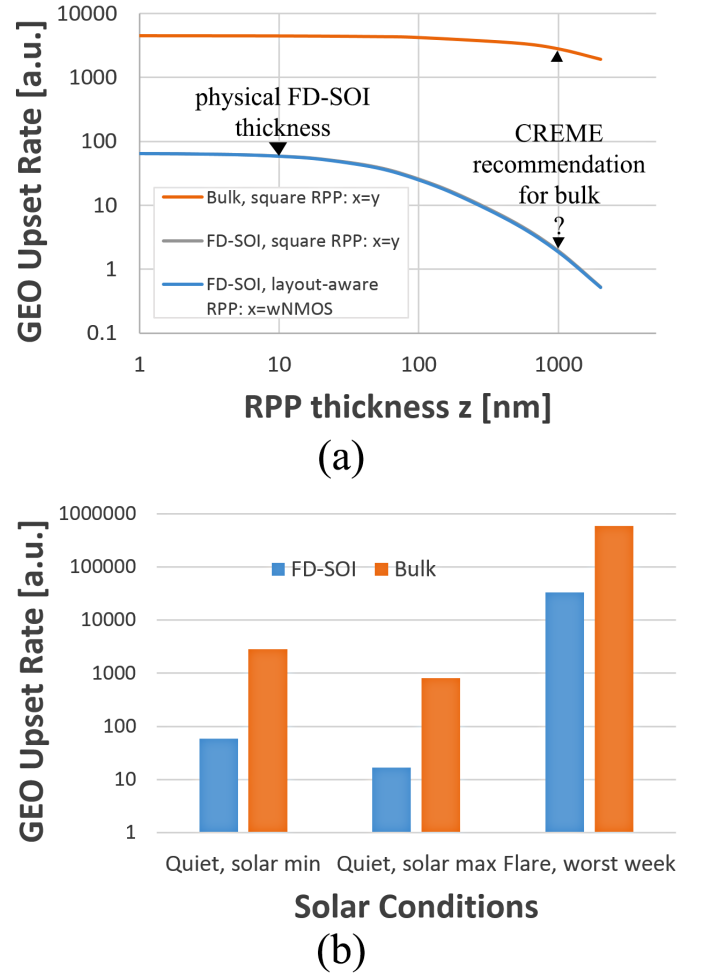 GEO Upset Rate [a.u.]
10000
1000
100
10
1
0.1
physical FD-SOI
thickness
CREME
recommendation
for bulk
?
Bulk, square RPP: x=y
FD-SOI, square RPP: x=y
FD-SOI, layout-aware
RPP: x=wNMOS
1 10 100 1000
RPP thickness z [nm]
(a)
GEO Upset Rate [a.u.]
1000000
100000
10000
1000
100
10
1
FD-SOI Bulk
Quiet, solar min Quiet, solar max Flare, worst week
Solar Conditions
(b)